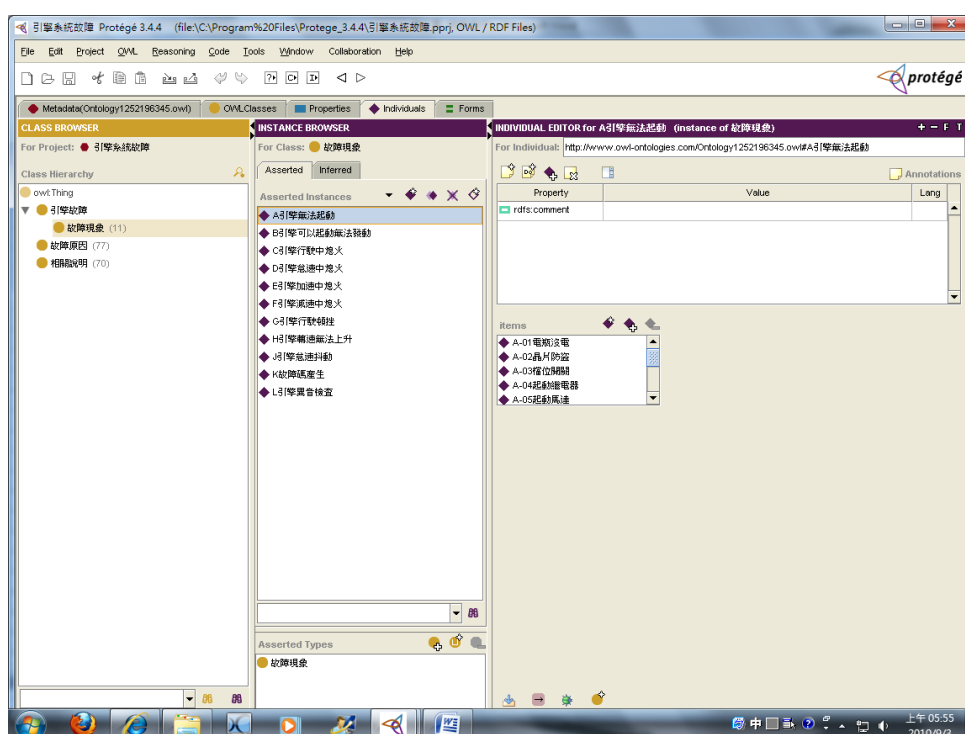 引擎系統故障 Protégé 3.4.4 (file:\C:\Program%20Files\Protege_3.4.4\引擎系統故障.pprj, OWL / RDF Files)
File Edit Project OWL Reasoning Code Tools Window Collaboration Help
protégé
Metadata(Ontology1252196345.owl) OWLClasses Properties Individuals Forms
CLASS BROWSER
For Project: 引擎系統故障
Class Hierarchy
owl:Thing
引擎故障
故障現象 (11)
故障原因 (77)
相關說明 (70)
INSTANCE BROWSER
For Class: 故障現象
Asserted Inferred
Asserted Instances
A引擎無法起動
B引擎可以起動無法發動
C引擎行駛中熄火
D引擎怠速中熄火
E引擎加速中熄火
F引擎減速中熄火
G引擎行駛頓挫
H引擎轉速無法上升
J引擎怠速抖動
K故障碼產生
L引擎異音檢查
Asserted Types
故障現象
INDIVIDUAL EDITOR for A引擎無法起動 (instance of 故障現象) + − F T
For Individual: http://www.owl-ontologies.com/Ontology1252196345.owl#A引擎無法起動
Annotations
Property Value Lang
rdfs:comment
items
A-01電瓶沒電
A-02晶片防盜
A-03檔位開關
A-04起動繼電器
A-05起動馬達
中
上午 05:55
2010/9/3